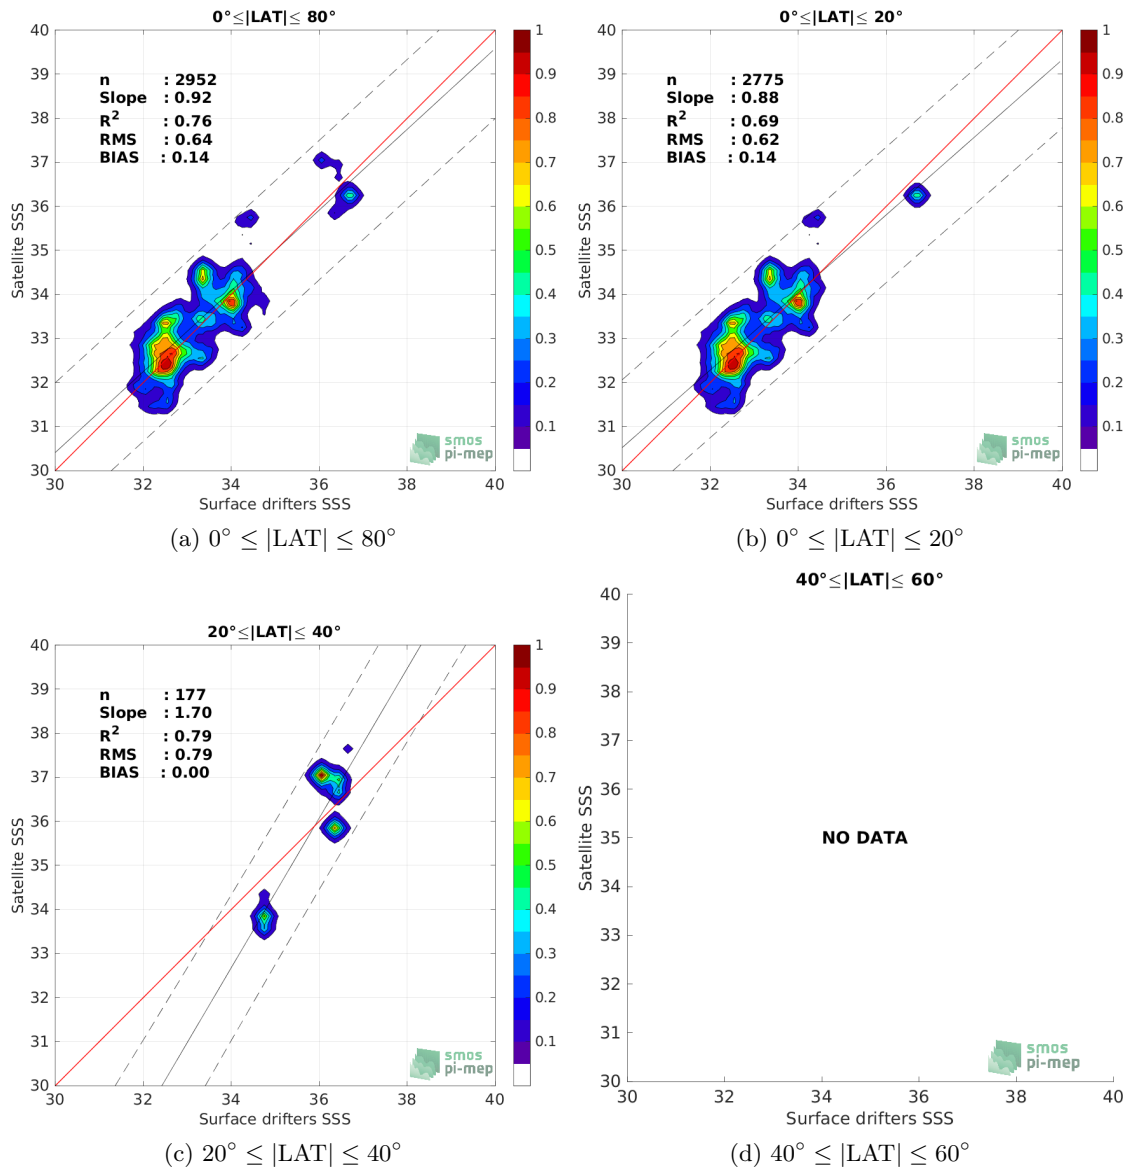 0°≤|LAT|≤ 80°
40
39
38
37
36
35
34
33
32
31
30
Satellite SSS
n : 2952
Slope : 0.92
R² : 0.76
RMS : 0.64
BIAS : 0.14
30 32 34 36 38 40
Surface drifters SSS
1
0.9
0.8
0.7
0.6
0.5
0.4
0.3
0.2
0.1
smos
pi-mep
(a) 0° ≤ |LAT| ≤ 80°
0°≤|LAT|≤ 20°
40
39
38
37
36
35
34
33
32
31
30
Satellite SSS
n : 2775
Slope : 0.88
R² : 0.69
RMS : 0.62
BIAS : 0.14
30 32 34 36 38 40
Surface drifters SSS
1
0.9
0.8
0.7
0.6
0.5
0.4
0.3
0.2
0.1
smos
pi-mep
(b) 0° ≤ |LAT| ≤ 20°
20°≤|LAT|≤ 40°
40
39
38
37
36
35
34
33
32
31
30
Satellite SSS
n : 177
Slope : 1.70
R² : 0.79
RMS : 0.79
BIAS : 0.00
30 32 34 36 38 40
Surface drifters SSS
1
0.9
0.8
0.7
0.6
0.5
0.4
0.3
0.2
0.1
smos
pi-mep
(c) 20° ≤ |LAT| ≤ 40°
40°≤|LAT|≤ 60°
40
39
38
37
36
35
34
33
32
31
30
Satellite SSS
NO DATA
30 32 34 36 38 40
Surface drifters SSS
smos
pi-mep
(d) 40° ≤ |LAT| ≤ 60°